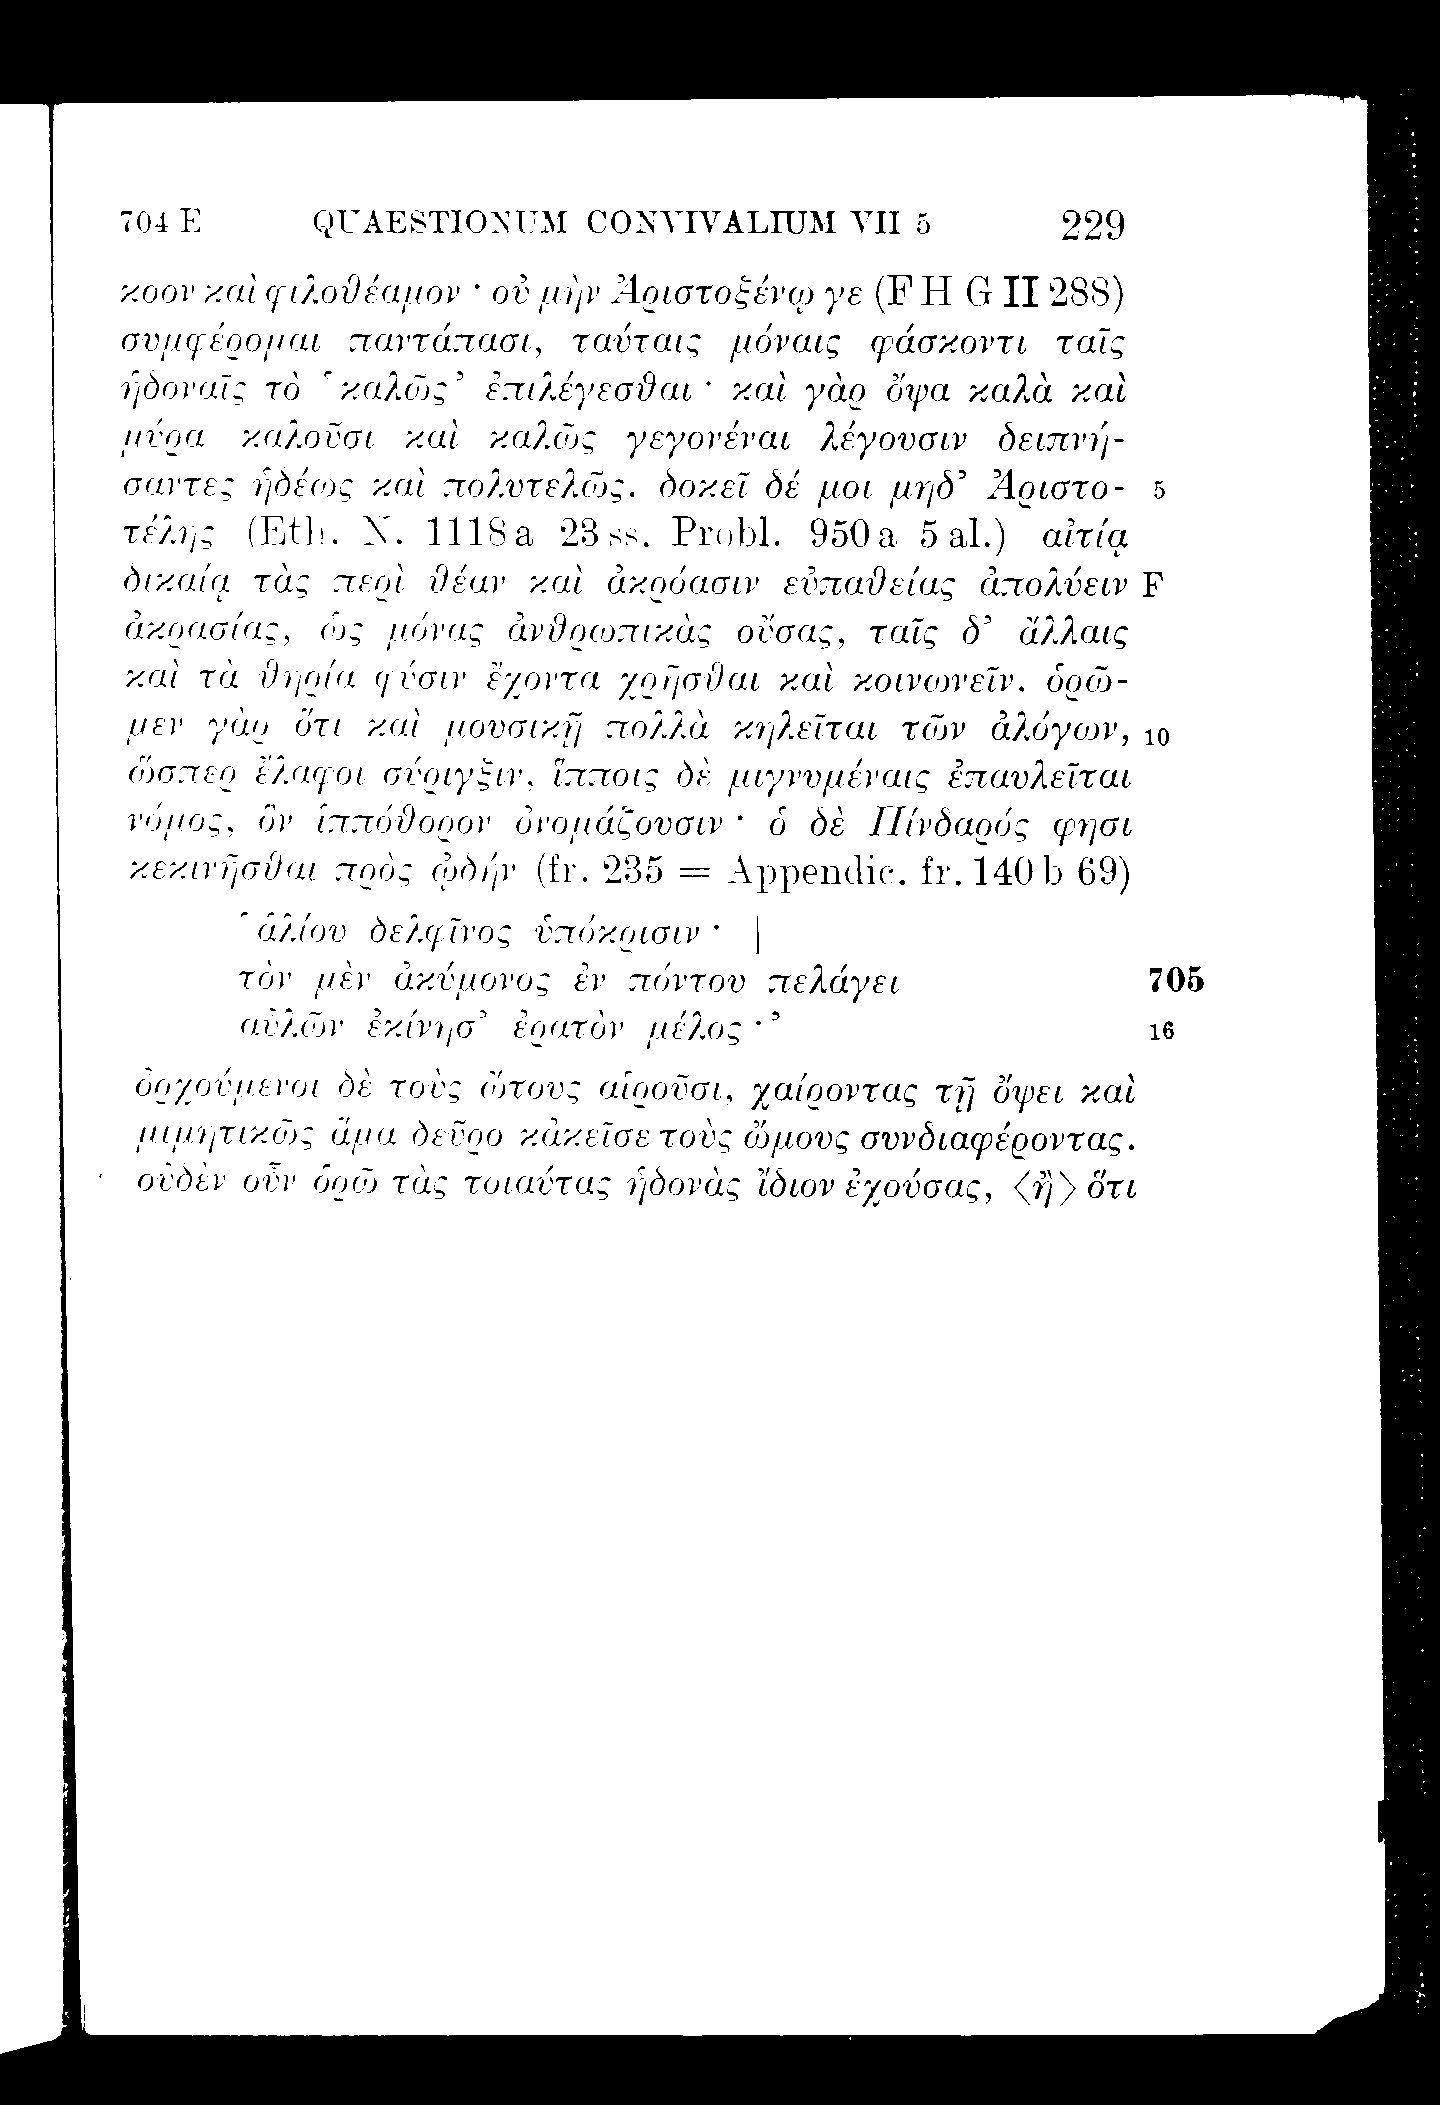 704 E QUAESTIONUM CONVIVALIUM VII 5 229
κοον καὶ φιλοθέαμον · οὐ μὴν Ἀριστοξένῳ γε (F H G II 288)
συμφέρομαι παντάπασι, ταύταις μόναις φάσκοντι ταῖς
ἡδοναῖς τὸ ‘καλῶς’ ἐπιλέγεσθαι · καὶ γὰρ ὄψα καλὰ καὶ
μύρα καλοῦσι καὶ καλῶς γεγονέναι λέγουσιν δειπνή-
σαντες ἡδέως καὶ πολυτελῶς. δοκεῖ δέ μοι μηδ’ Ἀριστο- 5
τέλης (Eth. N. 1118 a 23 ss. Probl. 950 a 5 al.) αἰτίᾳ
δικαίᾳ τὰς περὶ θέαν καὶ ἀκρόασιν εὐπαθείας ἀπολύειν F
ἀκρασίας, ὡς μόνας ἀνθρωπικὰς οὔσας, ταῖς δ’ ἄλλαις
καὶ τὰ θηρία φύσιν ἔχοντα χρῆσθαι καὶ κοινωνεῖν. ὁρῶ-
μεν γὰρ ὅτι καὶ μουσικῇ πολλὰ κηλεῖται τῶν ἀλόγων, 10
ὥσπερ ἔλαφοι σύριγξιν, ἵπποις δὲ μιγνυμέναις ἐπαυλεῖται
νόμος, ὃν ἱππόθορον ὀνομάζουσιν · ὁ δὲ Πίνδαρός φησι
κεκινῆσθαι πρὸς ᾠδήν (fr. 235 = Appendic. fr. 140 b 69)
‘ἁλίου δελφῖνος ὑπόκρισιν · |
τὸν μὲν ἀκύμονος ἐν πόντου πελάγει 705
αὐλῶν ἐκίνησ’ ἐρατὸν μέλος ·’ 16
ὀρχούμενοι δὲ τοὺς ὤτους αἱροῦσι, χαίροντας τῇ ὄψει καὶ
μιμητικῶς ἅμα δεῦρο κἀκεῖσε τοὺς ὤμους συνδιαφέροντας.
οὐδὲν οὖν ὁρῶ τὰς τοιαύτας ἡδονὰς ἴδιον ἐχούσας, ⟨ἢ⟩ ὅτι